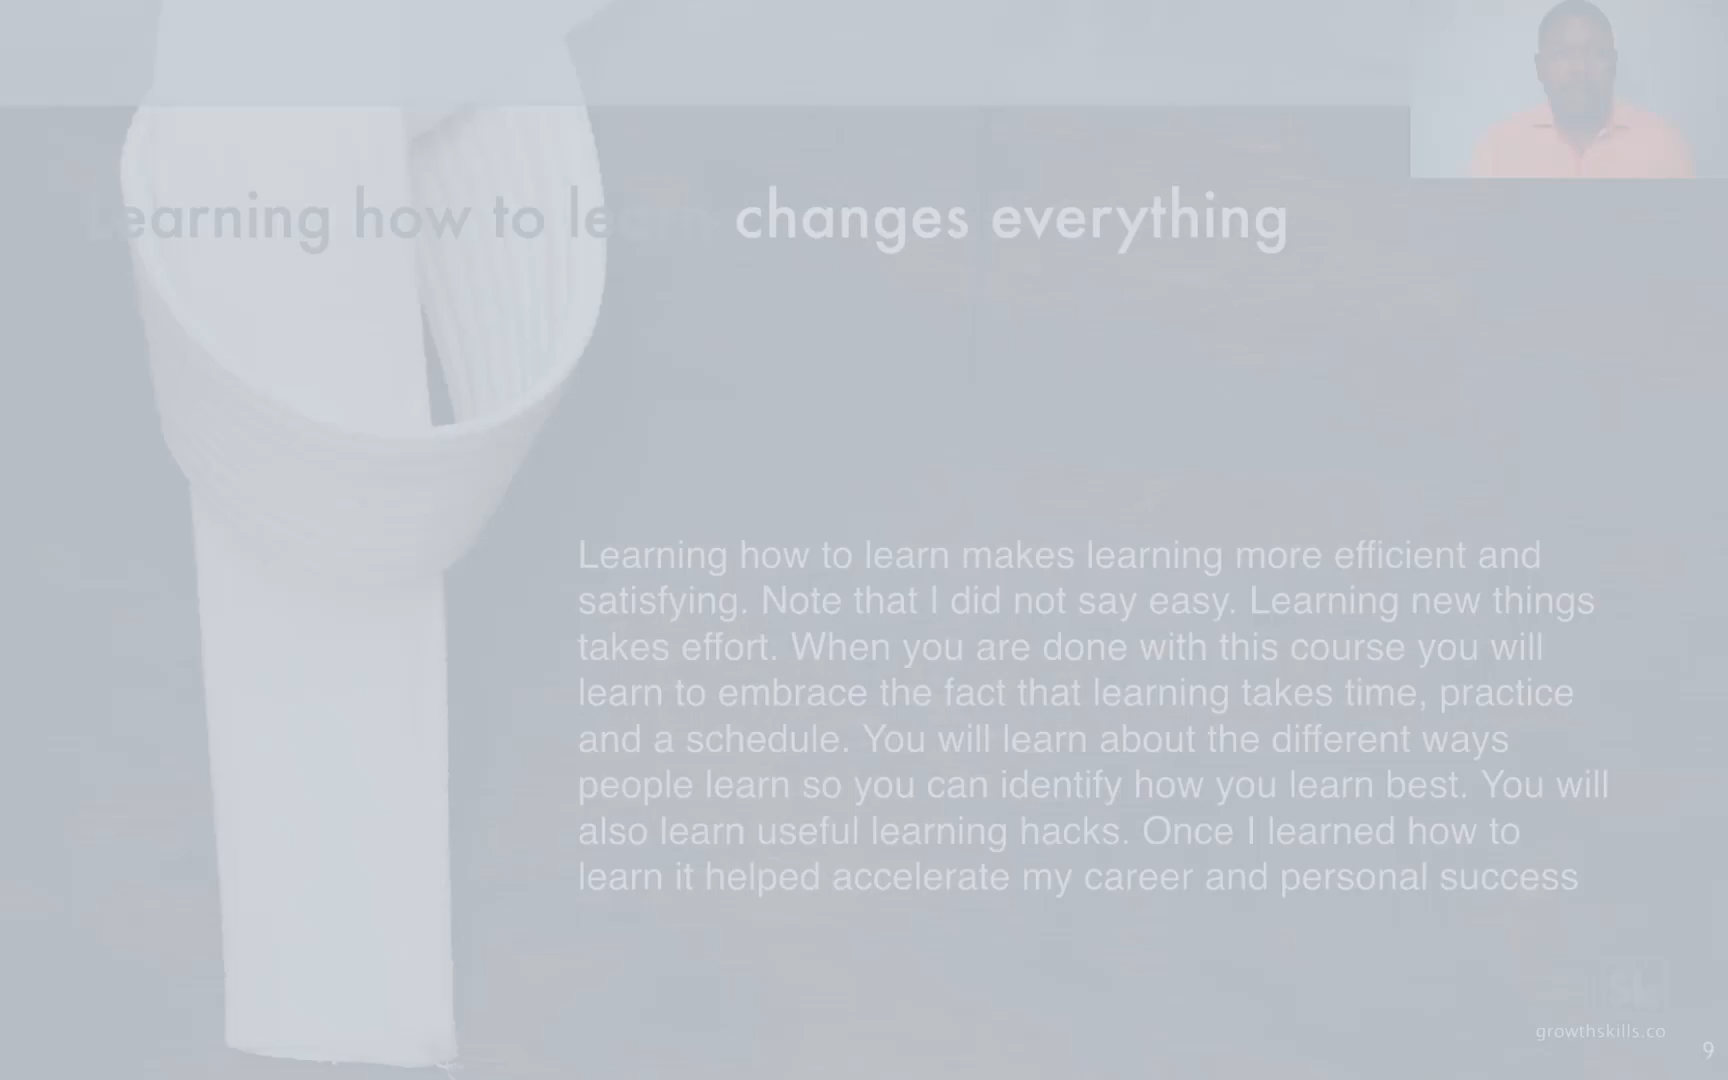 Learning how to learn changes everything
Learning how to learn makes learning more efficient and
satisfying. Note that I did not say easy. Learning new things
takes effort. When you are done with this course you will
learn to embrace the fact that learning takes time, practice
and a schedule. You will learn about the different ways
people learn so you can identify how you learn best. You will
also learn useful learning hacks. Once I learned how to
learn it helped accelerate my career and personal success
growthskills.co
9